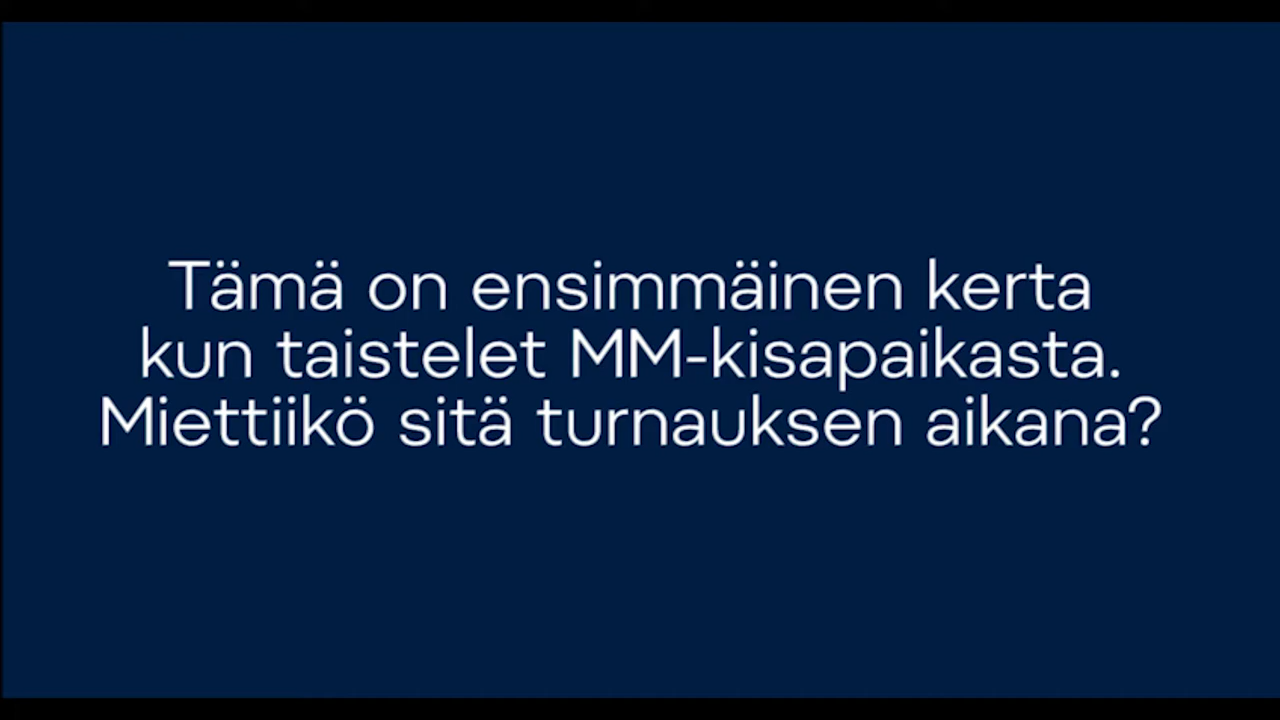 Tämä on ensimmäinen kerta
kun taistelet MM-kisapaikasta.
Miettiikö sitä turnauksen aikana?